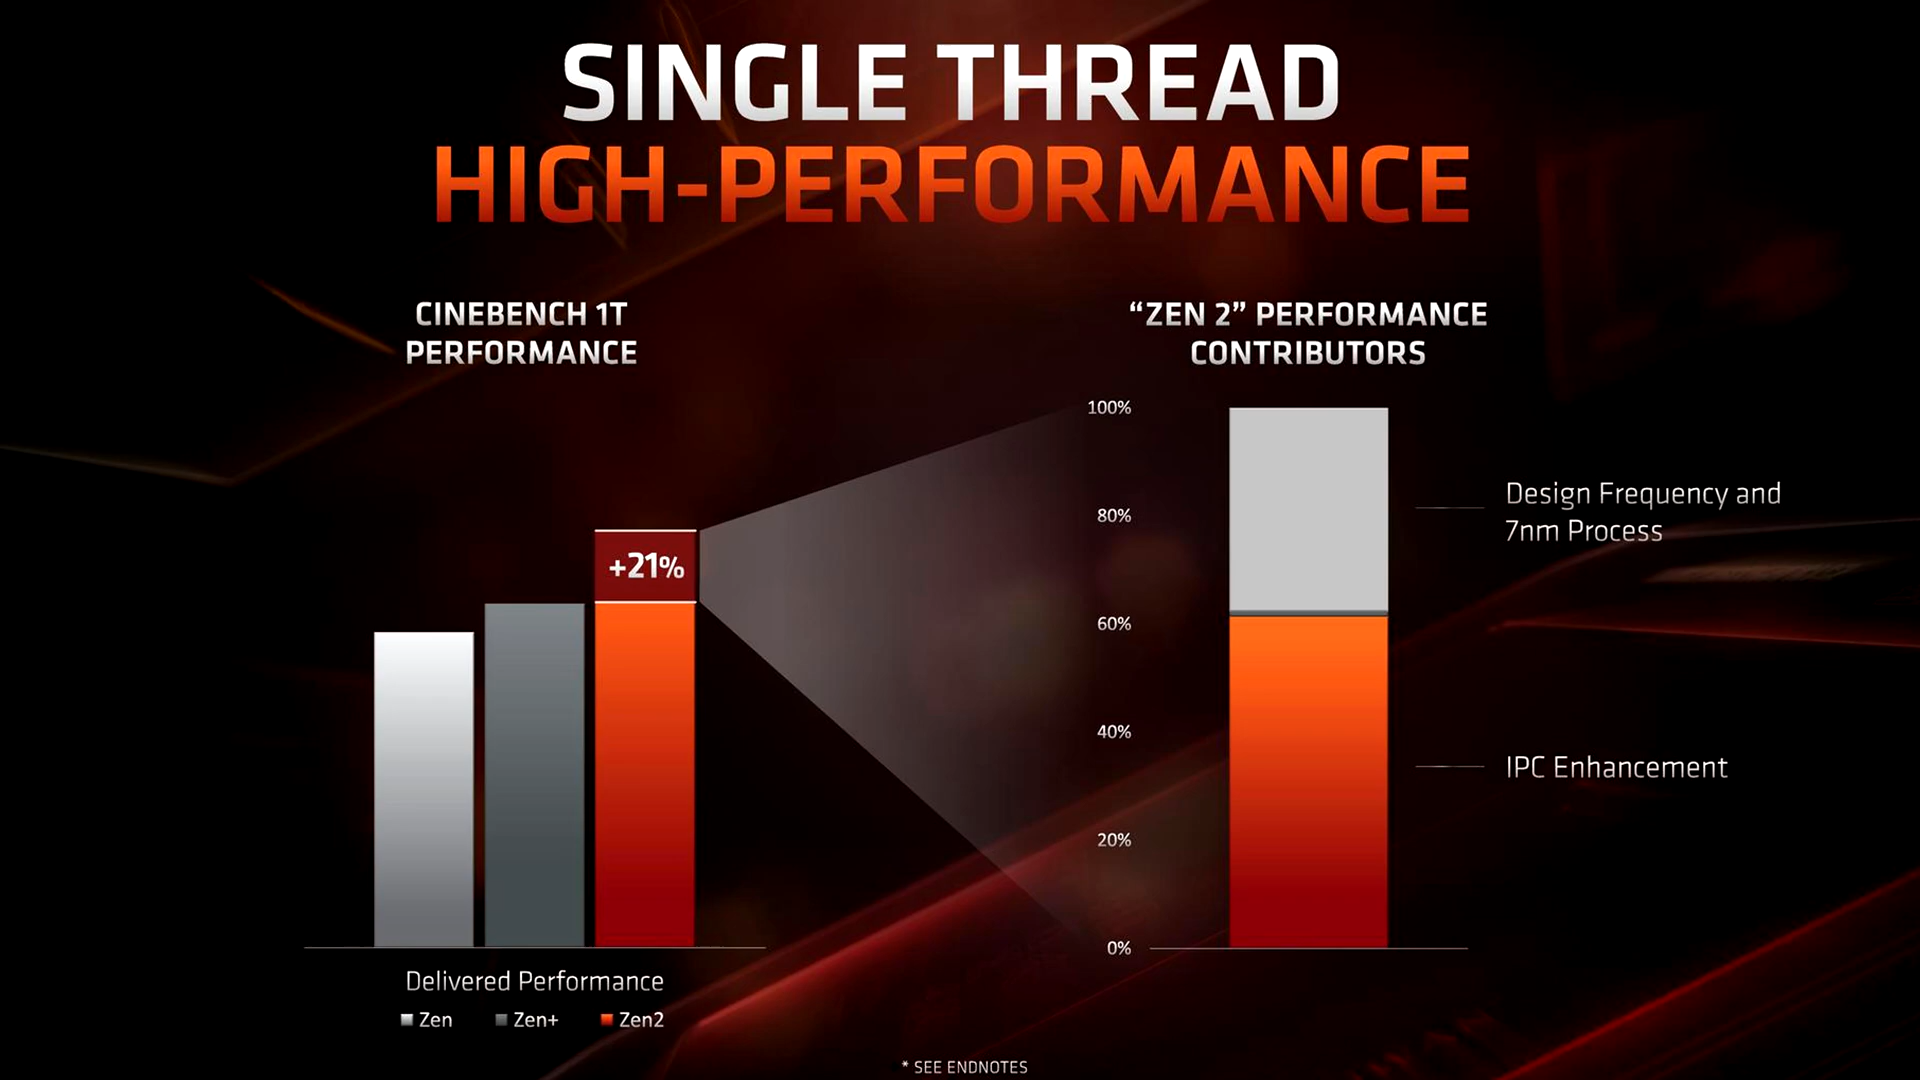 SINGLE THREAD
HIGH-PERFORMANCE
CINEBENCH 1T
PERFORMANCE
+21%
Delivered Performance
Zen Zen+ Zen2
“ZEN 2” PERFORMANCE
CONTRIBUTORS
100%
80%
60%
40%
20%
0%
Design Frequency and
7nm Process
IPC Enhancement
* SEE ENDNOTES